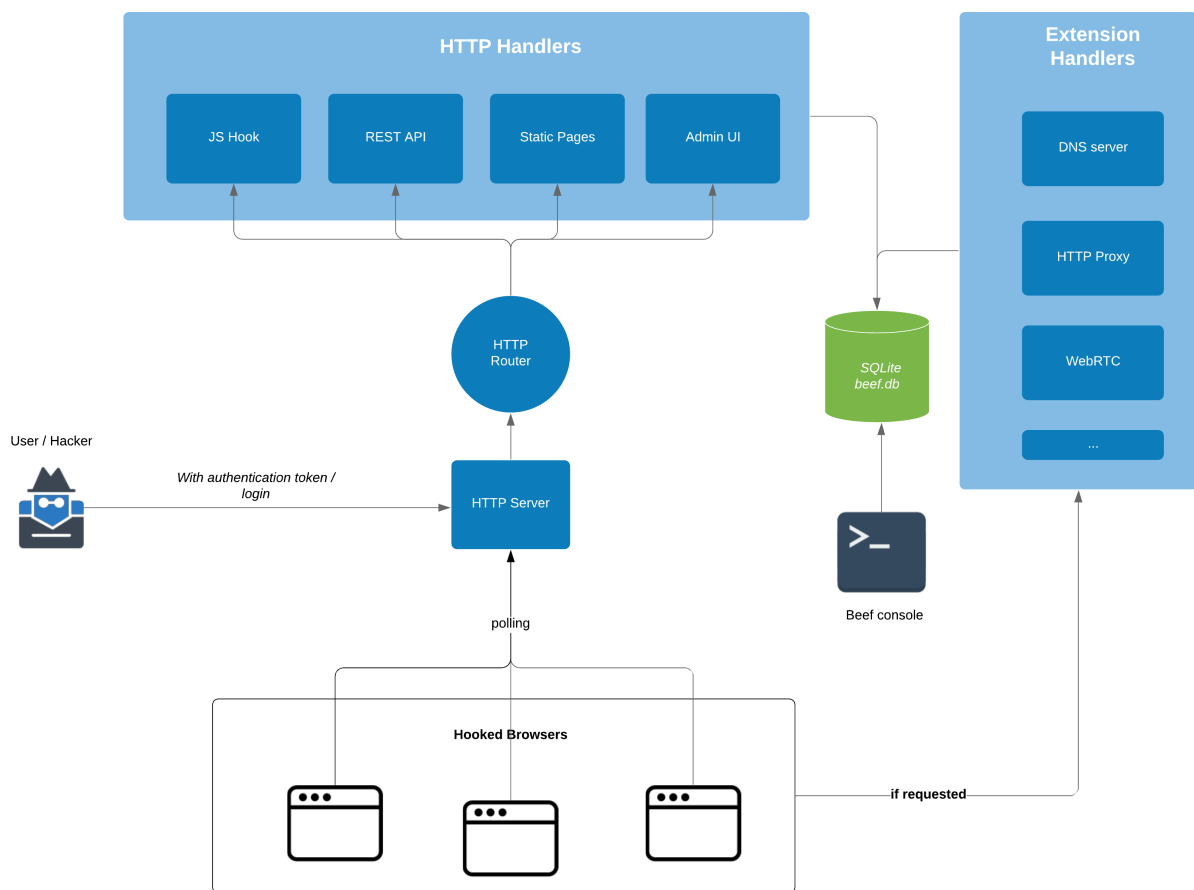 HTTP Handlers
JS Hook
REST API
Static Pages
Admin UI
Extension
Handlers
DNS server
HTTP Proxy
WebRTC
...
HTTP
Router
SQLite
beef.db
User / Hacker
With authentication token /
login
HTTP Server
>_
Beef console
polling
Hooked Browsers
if requested